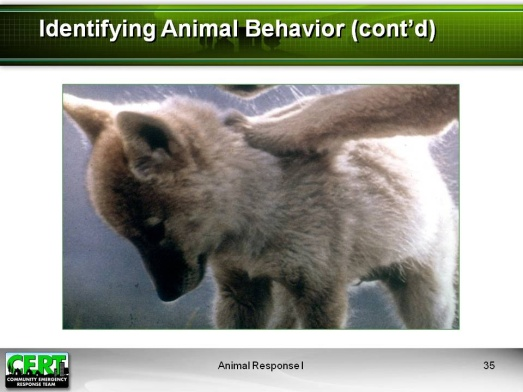 Identifying Animal Behavior (cont’d)
CERT
COMMUNITY EMERGENCY
RESPONSE TEAM
Animal Response I
35